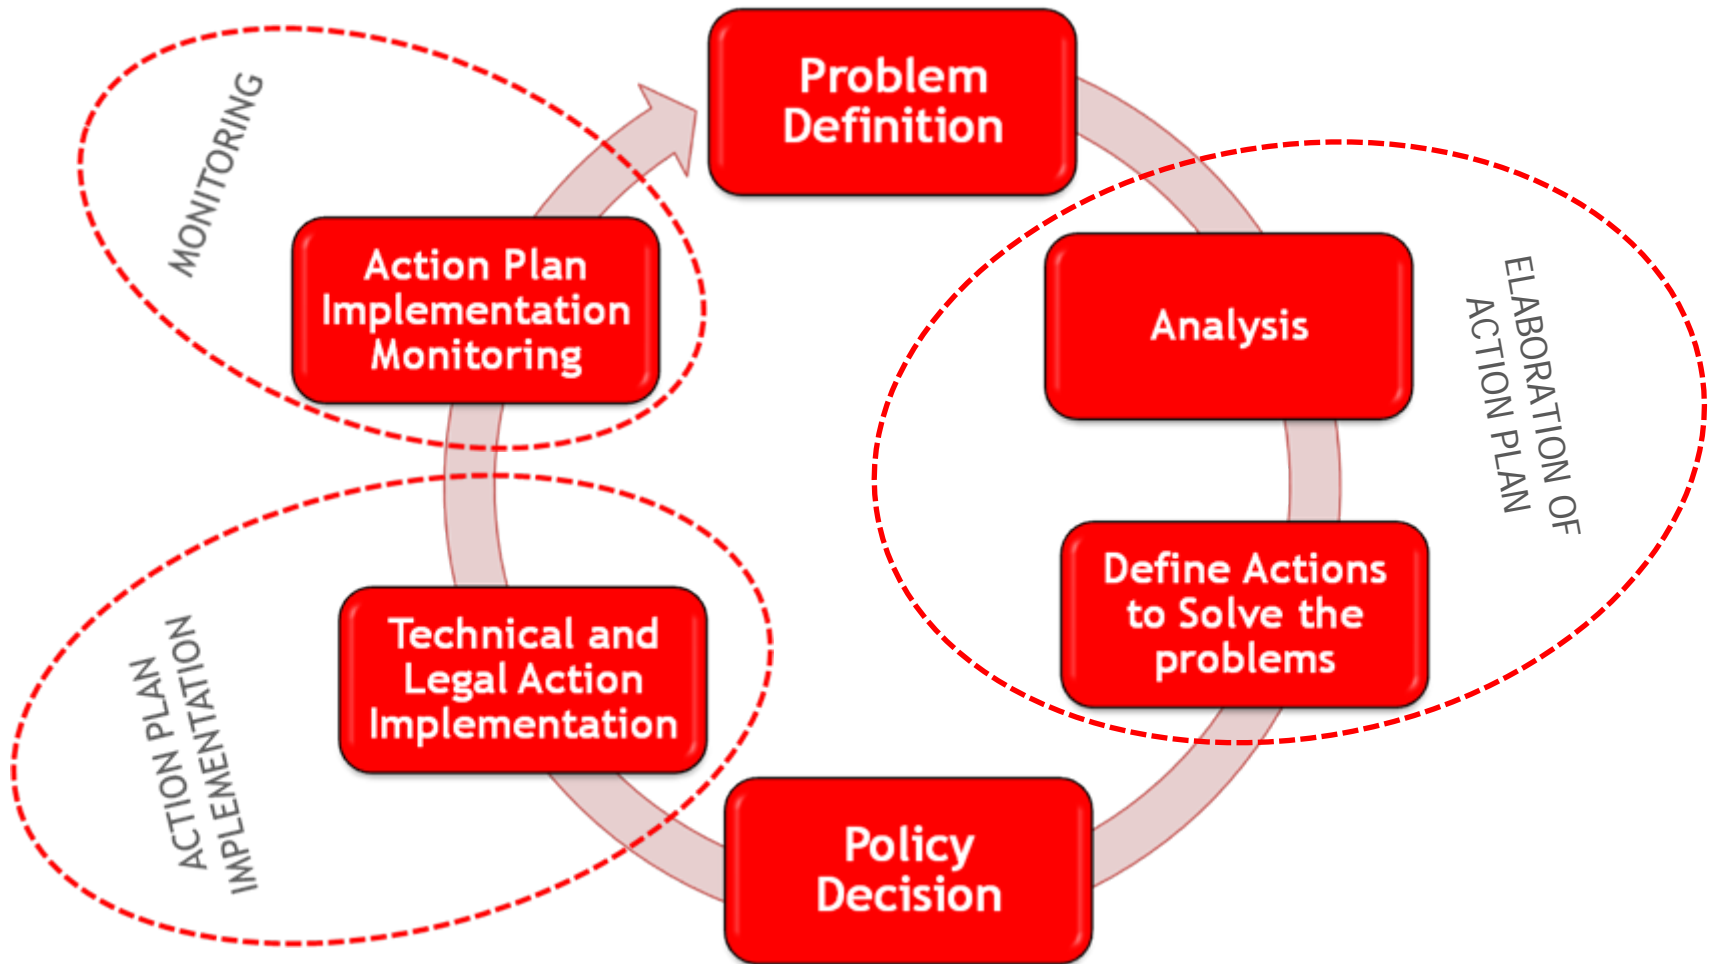 Problem
Definition
Analysis
ELABORATION OF
ACTION PLAN
Define Actions
to Solve the
problems
Policy
Decision
Technical and
Legal Action
Implementation
ACTION PLAN
IMPLEMENTATION
Action Plan
Implementation
Monitoring
MONITORING